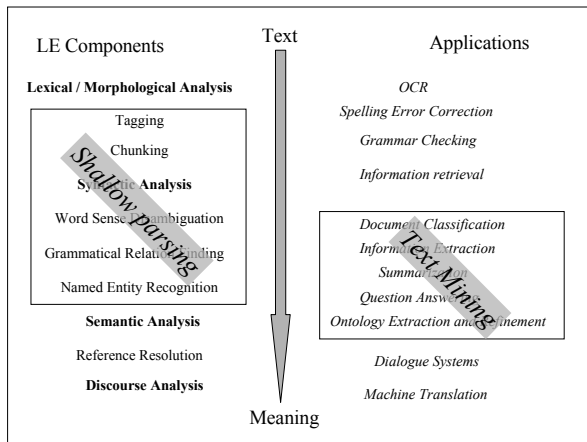 LE Components
Lexical / Morphological Analysis
Tagging
Chunking
Syntactic Analysis
Word Sense Disambiguation
Grammatical Relation Finding
Named Entity Recognition
Shallow parsing
Semantic Analysis
Reference Resolution
Discourse Analysis
Text
Meaning
Applications
OCR
Spelling Error Correction
Grammar Checking
Information retrieval
Document Classification
Information Extraction
Summarization
Question Answering
Ontology Extraction and Refinement
Text Mining
Dialogue Systems
Machine Translation